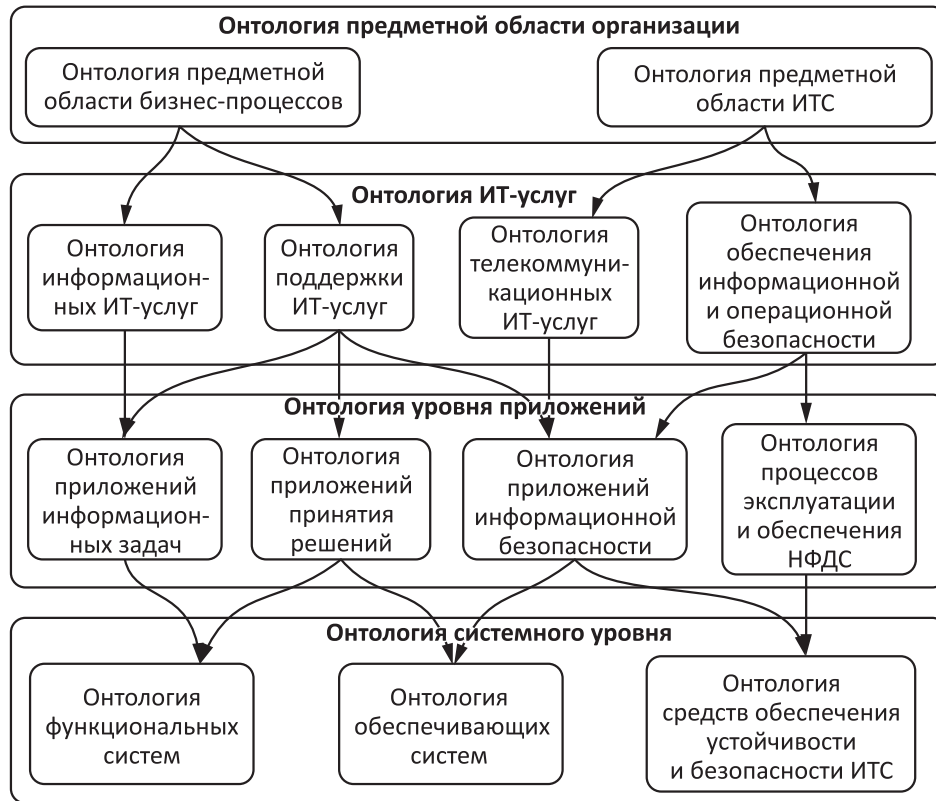 Онтология предметной области организации
Онтология предметной
области бизнес-процессов
Онтология предметной
области ИТС
Онтология ИТ-услуг
Онтология
информацион-
ных ИТ-услуг
Онтология
поддержки
ИТ-услуг
Онтология
телекоммуни-
кационных
ИТ-услуг
Онтология
обеспечения
информационной
и операционной
безопасности
Онтология уровня приложений
Онтология
приложений
информацион-
ных задач
Онтология
приложений
принятия
решений
Онтология
приложений
информационной
безопасности
Онтология
процессов
эксплуатации
и обеспечения
НФДС
Онтология системного уровня
Онтология
функциональных
систем
Онтология
обеспечивающих
систем
Онтология
средств обеспечения
устойчивости
и безопасности ИТС